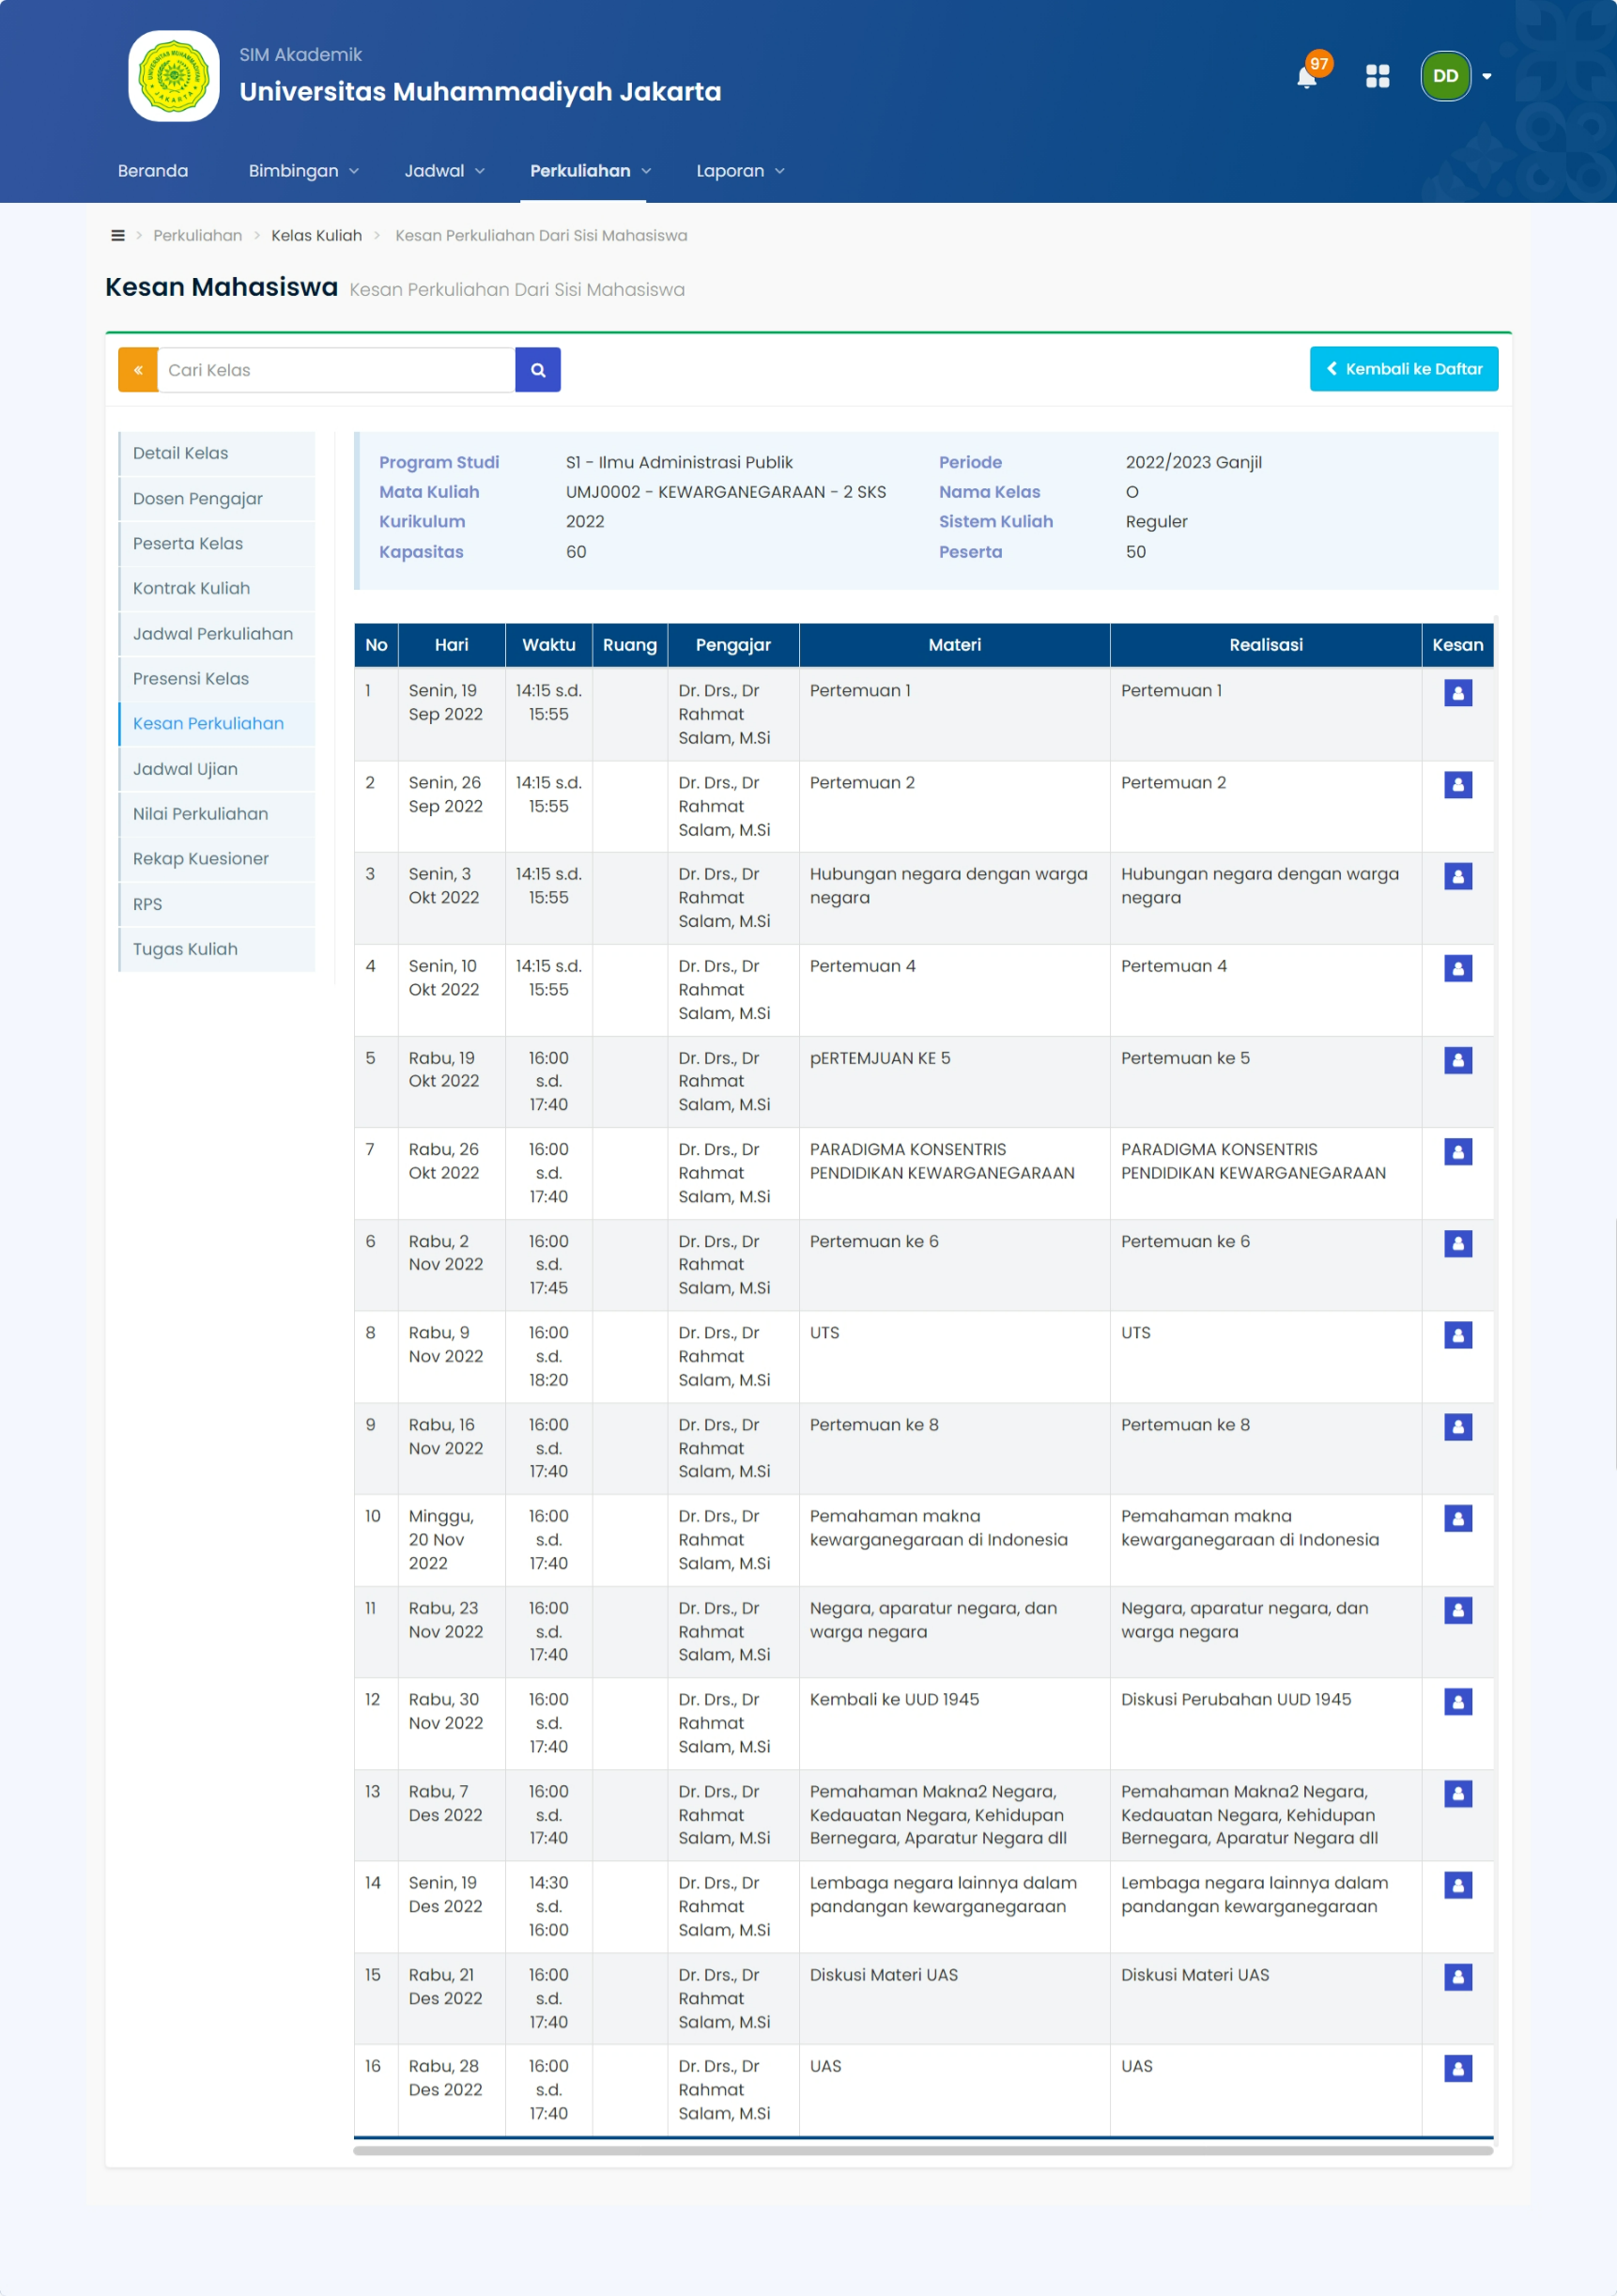 SIM Akademik
Universitas Muhammadiyah Jakarta
97
DD
Beranda Bimbingan Jadwal Perkuliahan Laporan
Perkuliahan > Kelas Kuliah > Kesan Perkuliahan Dari Sisi Mahasiswa
Kesan Mahasiswa Kesan Perkuliahan Dari Sisi Mahasiswa
« Cari Kelas
Kembali ke Daftar
Detail Kelas
Dosen Pengajar
Peserta Kelas
Kontrak Kuliah
Jadwal Perkuliahan
Presensi Kelas
Kesan Perkuliahan
Jadwal Ujian
Nilai Perkuliahan
Rekap Kuesioner
RPS
Tugas Kuliah
Program Studi S1 - Ilmu Administrasi Publik Periode 2022/2023 Ganjil
Mata Kuliah UMJ0002 - KEWARGANEGARAAN - 2 SKS Nama Kelas O
Kurikulum 2022 Sistem Kuliah Reguler
Kapasitas 60 Peserta 50
No Hari Waktu Ruang Pengajar Materi Realisasi Kesan
1 Senin, 19 14:15 s.d. Dr. Drs., Dr Pertemuan 1 Pertemuan 1
Sep 2022 15:55 Rahmat
Salam, M.Si
2 Senin, 26 14:15 s.d. Dr. Drs., Dr Pertemuan 2 Pertemuan 2
Sep 2022 15:55 Rahmat
Salam, M.Si
3 Senin, 3 14:15 s.d. Dr. Drs., Dr Hubungan negara dengan warga Hubungan negara dengan warga
Okt 2022 15:55 Rahmat negara negara
Salam, M.Si
4 Senin, 10 14:15 s.d. Dr. Drs., Dr Pertemuan 4 Pertemuan 4
Okt 2022 15:55 Rahmat
Salam, M.Si
5 Rabu, 19 16:00 Dr. Drs., Dr pERTEMJUAN KE 5 Pertemuan ke 5
Okt 2022 s.d. Rahmat
17:40 Salam, M.Si
7 Rabu, 26 16:00 Dr. Drs., Dr PARADIGMA KONSENTRIS PARADIGMA KONSENTRIS
Okt 2022 s.d. Rahmat PENDIDIKAN KEWARGANEGARAAN PENDIDIKAN KEWARGANEGARAAN
17:40 Salam, M.Si
6 Rabu, 2 16:00 Dr. Drs., Dr Pertemuan ke 6 Pertemuan ke 6
Nov 2022 s.d. Rahmat
17:45 Salam, M.Si
8 Rabu, 9 16:00 Dr. Drs., Dr UTS UTS
Nov 2022 s.d. Rahmat
18:20 Salam, M.Si
9 Rabu, 16 16:00 Dr. Drs., Dr Pertemuan ke 8 Pertemuan ke 8
Nov 2022 s.d. Rahmat
17:40 Salam, M.Si
10 Minggu, 16:00 Dr. Drs., Dr Pemahaman makna Pemahaman makna
20 Nov s.d. Rahmat kewarganegaraan di Indonesia kewarganegaraan di Indonesia
2022 17:40 Salam, M.Si
11 Rabu, 23 16:00 Dr. Drs., Dr Negara, aparatur negara, dan Negara, aparatur negara, dan
Nov 2022 s.d. Rahmat warga negara warga negara
17:40 Salam, M.Si
12 Rabu, 30 16:00 Dr. Drs., Dr Kembali ke UUD 1945 Diskusi Perubahan UUD 1945
Nov 2022 s.d. Rahmat
17:40 Salam, M.Si
13 Rabu, 7 16:00 Dr. Drs., Dr Pemahaman Makna2 Negara, Pemahaman Makna2 Negara,
Des 2022 s.d. Rahmat Kedauatan Negara, Kehidupan Kedauatan Negara, Kehidupan
17:40 Salam, M.Si Bernegara, Aparatur Negara dll Bernegara, Aparatur Negara dll
14 Senin, 19 14:30 Dr. Drs., Dr Lembaga negara lainnya dalam Lembaga negara lainnya dalam
Des 2022 s.d. Rahmat pandangan kewarganegaraan pandangan kewarganegaraan
16:00 Salam, M.Si
15 Rabu, 21 16:00 Dr. Drs., Dr Diskusi Materi UAS Diskusi Materi UAS
Des 2022 s.d. Rahmat
17:40 Salam, M.Si
16 Rabu, 28 16:00 Dr. Drs., Dr UAS UAS
Des 2022 s.d. Rahmat
17:40 Salam, M.Si